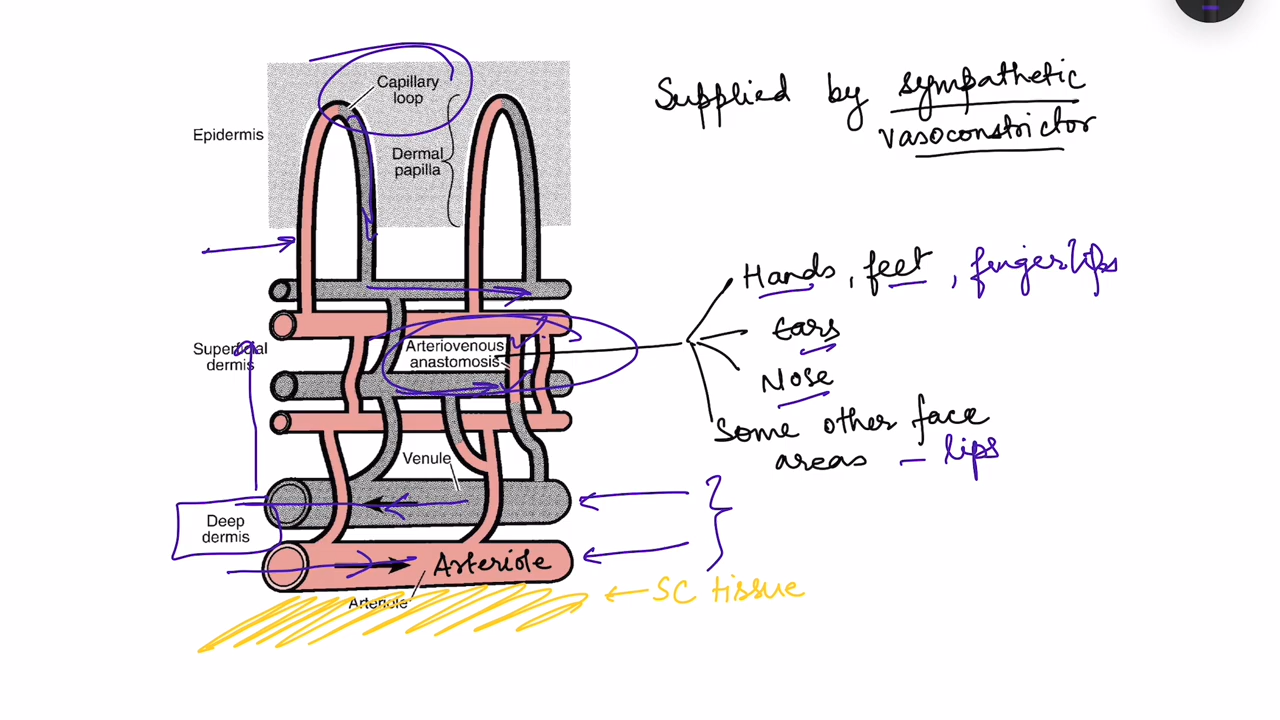 Capillary
loop
Epidermis
Dermal
papilla
Superficial
dermis
Arteriovenous
anastomosis
Venule
Deep
dermis
Arteriole
Arteriole
Supplied by sympathetic
vasoconstrictor
Hands, feet, fingertips
Ears
Nose
Some other face
areas - lips
← SC tissue